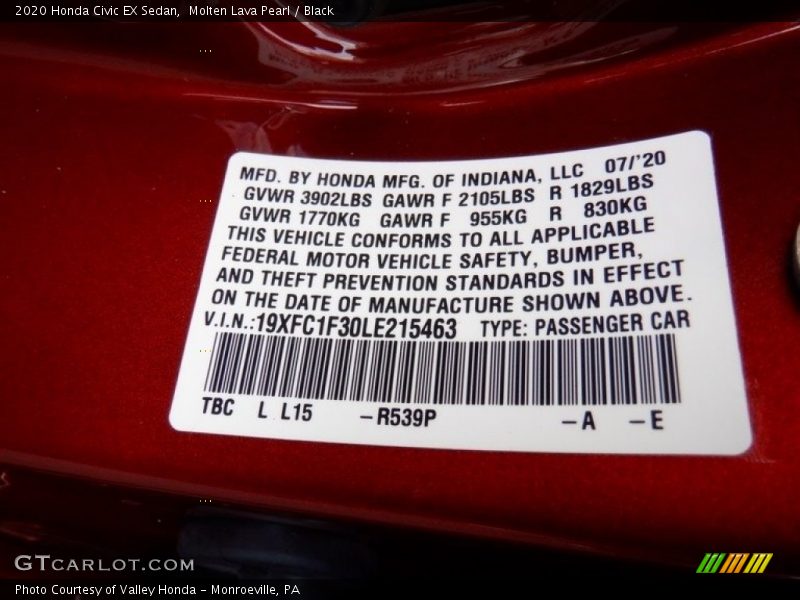 2020 Honda Civic EX Sedan,  Molten Lava Pearl / Black
MFD. BY HONDA MFG. OF INDIANA, LLC 07/'20
GVWR 3902LBS GAWR F 2105LBS R 1829LBS
GVWR 1770KG GAWR F 955KG R 830KG
THIS VEHICLE CONFORMS TO ALL APPLICABLE
FEDERAL MOTOR VEHICLE SAFETY, BUMPER,
AND THEFT PREVENTION STANDARDS IN EFFECT
ON THE DATE OF MANUFACTURE SHOWN ABOVE.
V.I.N.:19XFC1F30LE215463 TYPE: PASSENGER CAR
TBC L L15 –R539P –A –E
GTCARLOT.COM
Photo Courtesy of Valley Honda – Monroeville, PA